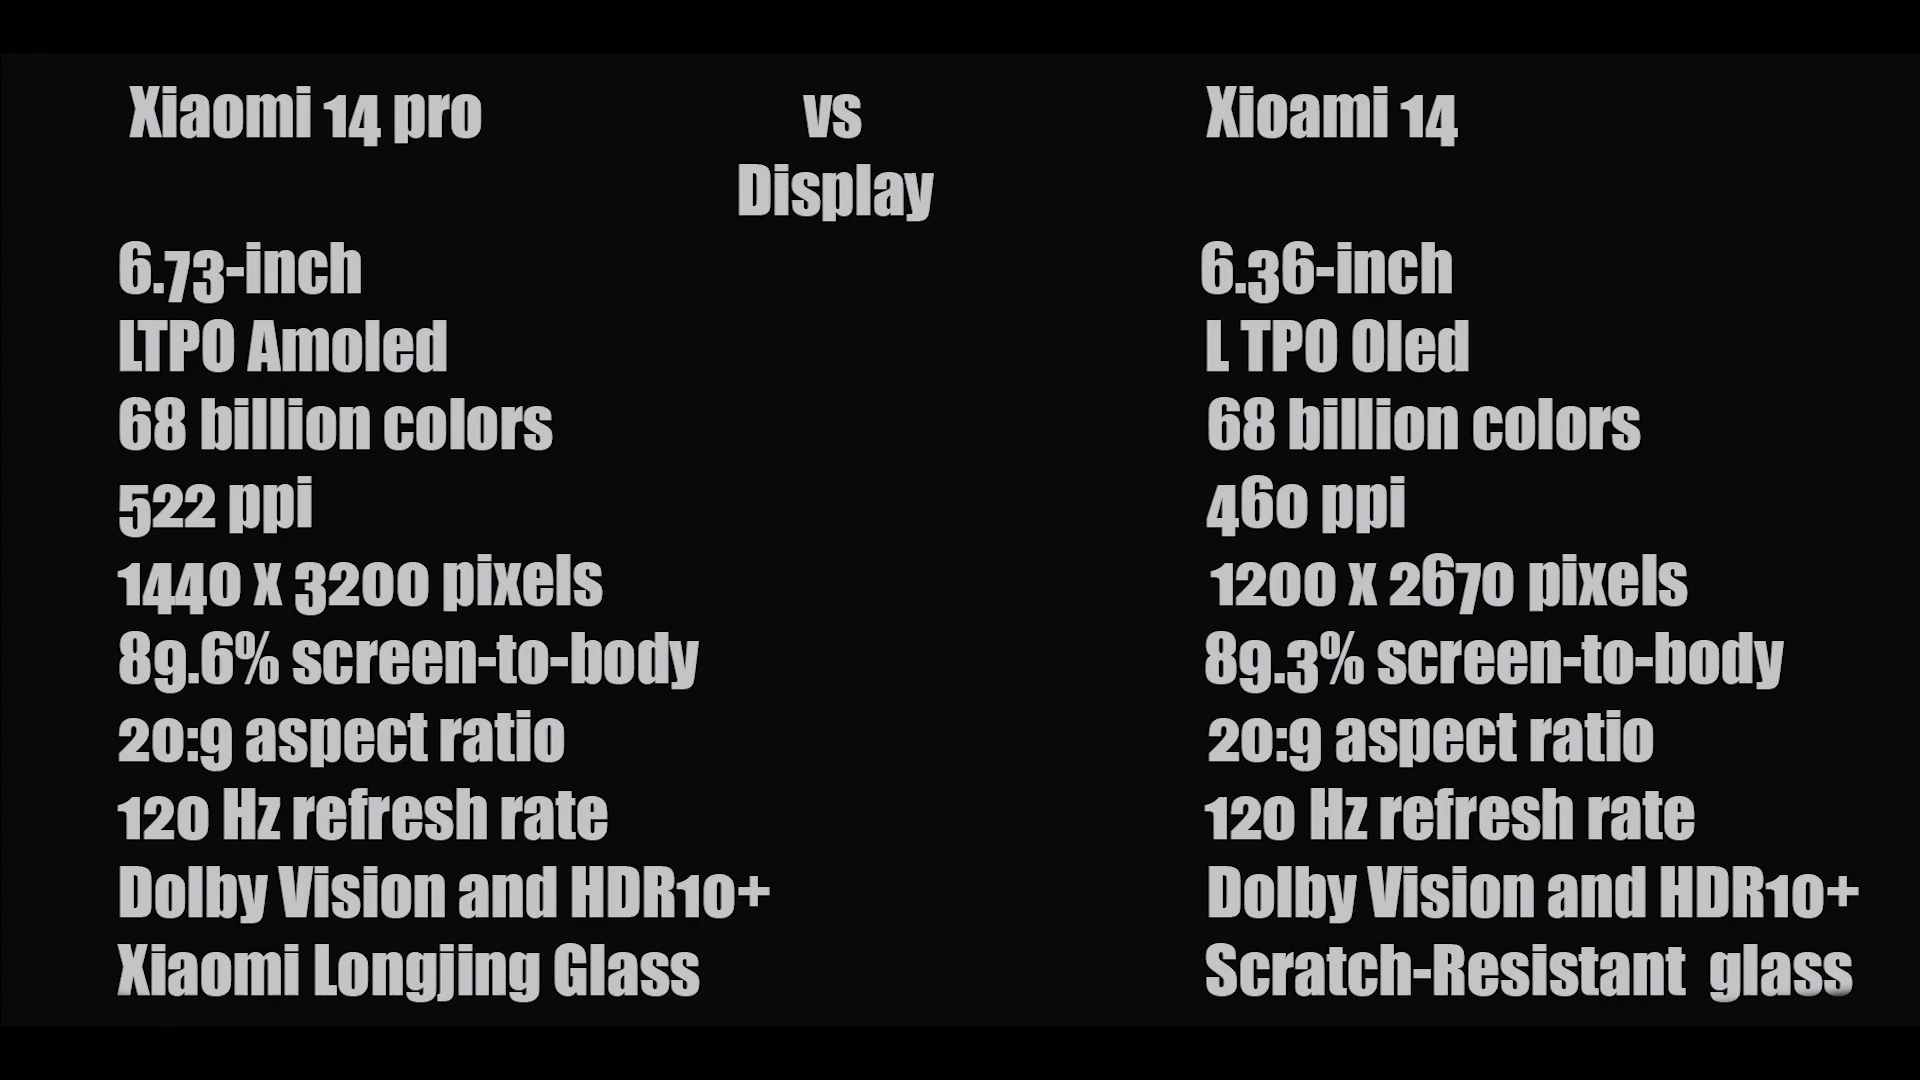 Xiaomi 14 pro vs Xioami 14
Display
6.73-inch 6.36-inch
LTPO Amoled L TPO Oled
68 billion colors 68 billion colors
522 ppi 460 ppi
1440 x 3200 pixels 1200 x 2670 pixels
89.6% screen-to-body 89.3% screen-to-body
20:9 aspect ratio 20:9 aspect ratio
120 Hz refresh rate 120 Hz refresh rate
Dolby Vision and HDR10+ Dolby Vision and HDR10+
Xiaomi Longjing Glass Scratch-Resistant glass